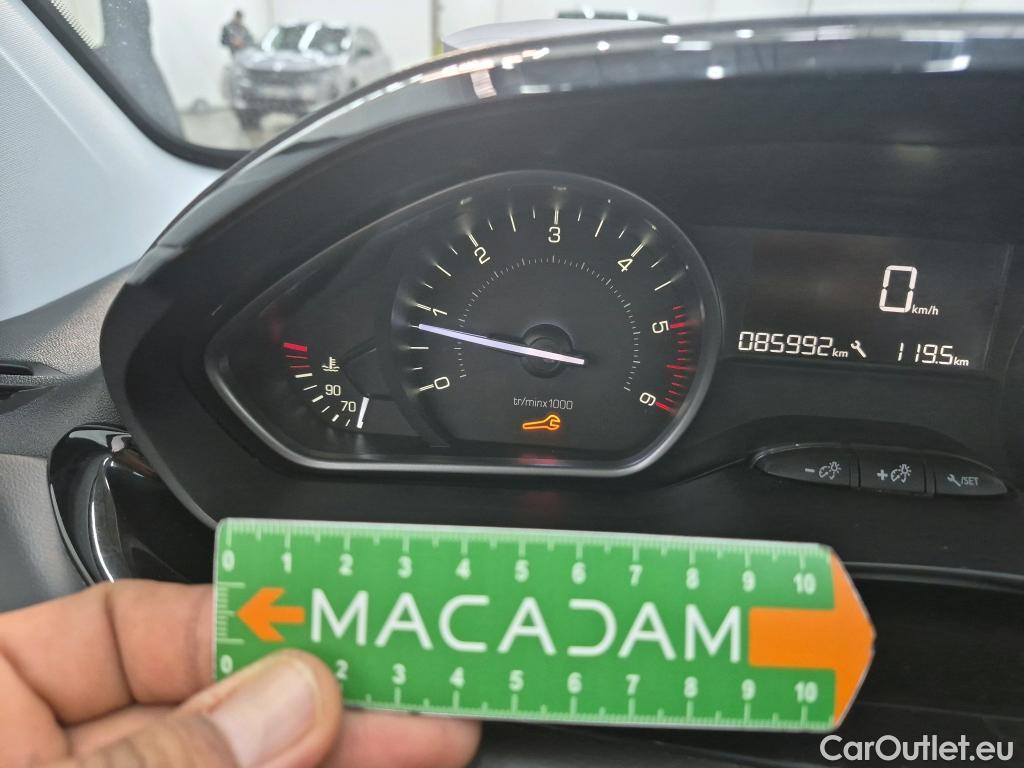 0 1 2 3 4 5 6
tr/minx1000
90
70
0 km/h
085992 km 119.5 km
- + /SET
0 1 2 3 4 5 6 7 8 9 10
MACADAM
0 2 3 4 5 6 7 8 9 10
CarOutlet.eu